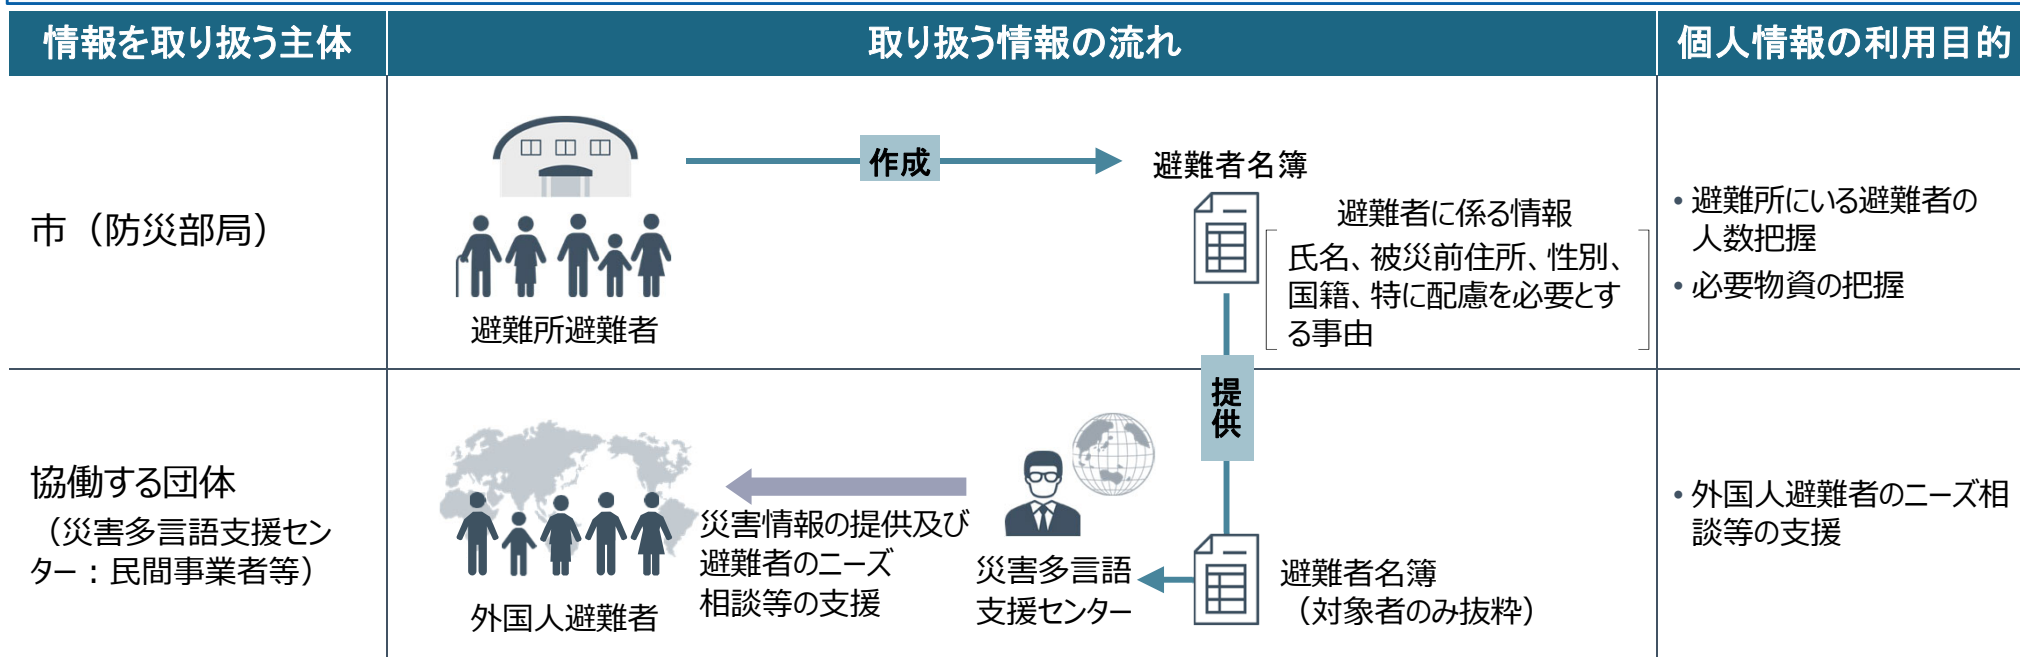 情報を取り扱う主体
取り扱う情報の流れ
個人情報の利用目的
市（防災部局）
避難所避難者
作成
避難者名簿
避難者に係る情報
氏名、被災前住所、性別、
国籍、特に配慮を必要とす
る事由
• 避難所にいる避難者の
人数把握
• 必要物資の把握
提
供
協働する団体
（災害多言語支援セン
ター：民間事業者等）
外国人避難者
災害情報の提供及び
避難者のニーズ
相談等の支援
災害多言語
支援センター
避難者名簿
（対象者のみ抜粋）
• 外国人避難者のニーズ相
談等の支援